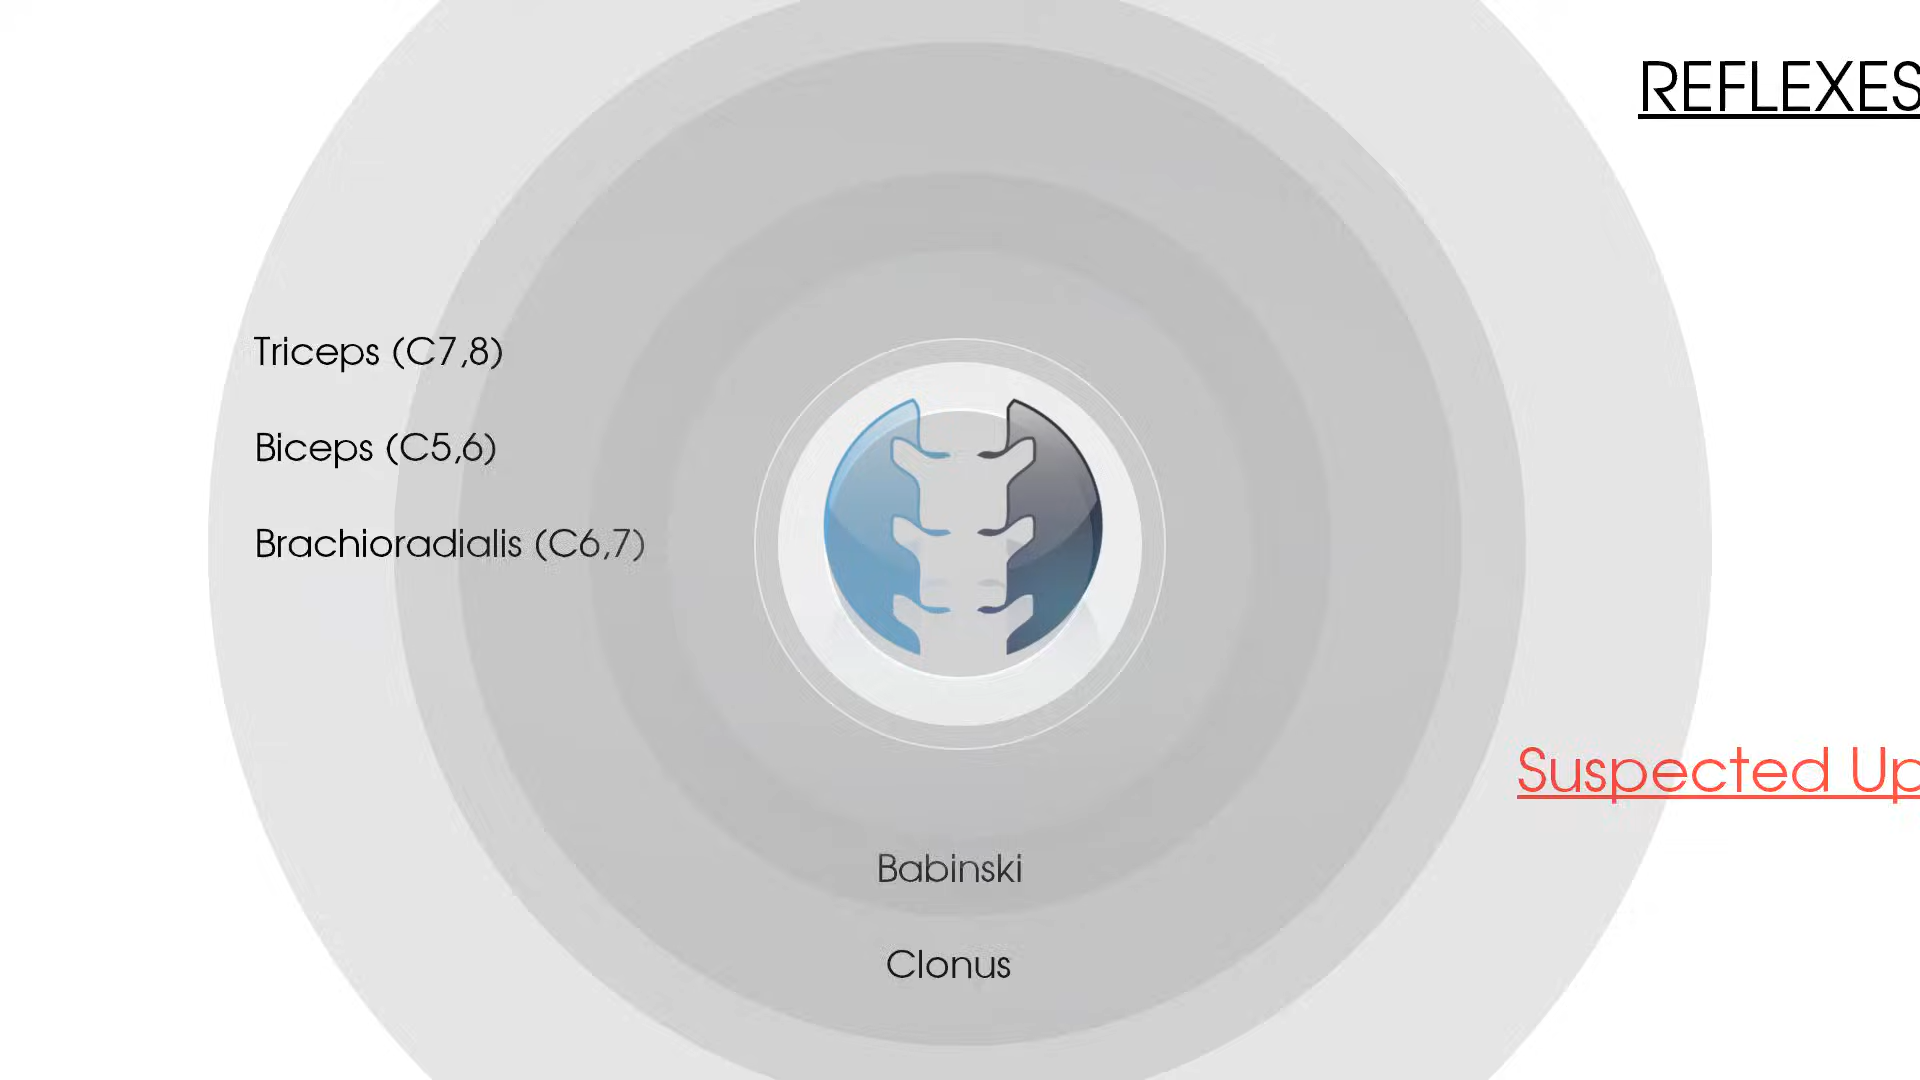 REFLEXES
Triceps (C7,8)
Biceps (C5,6)
Brachioradialis (C6,7)
Suspected Up
Babinski
Clonus